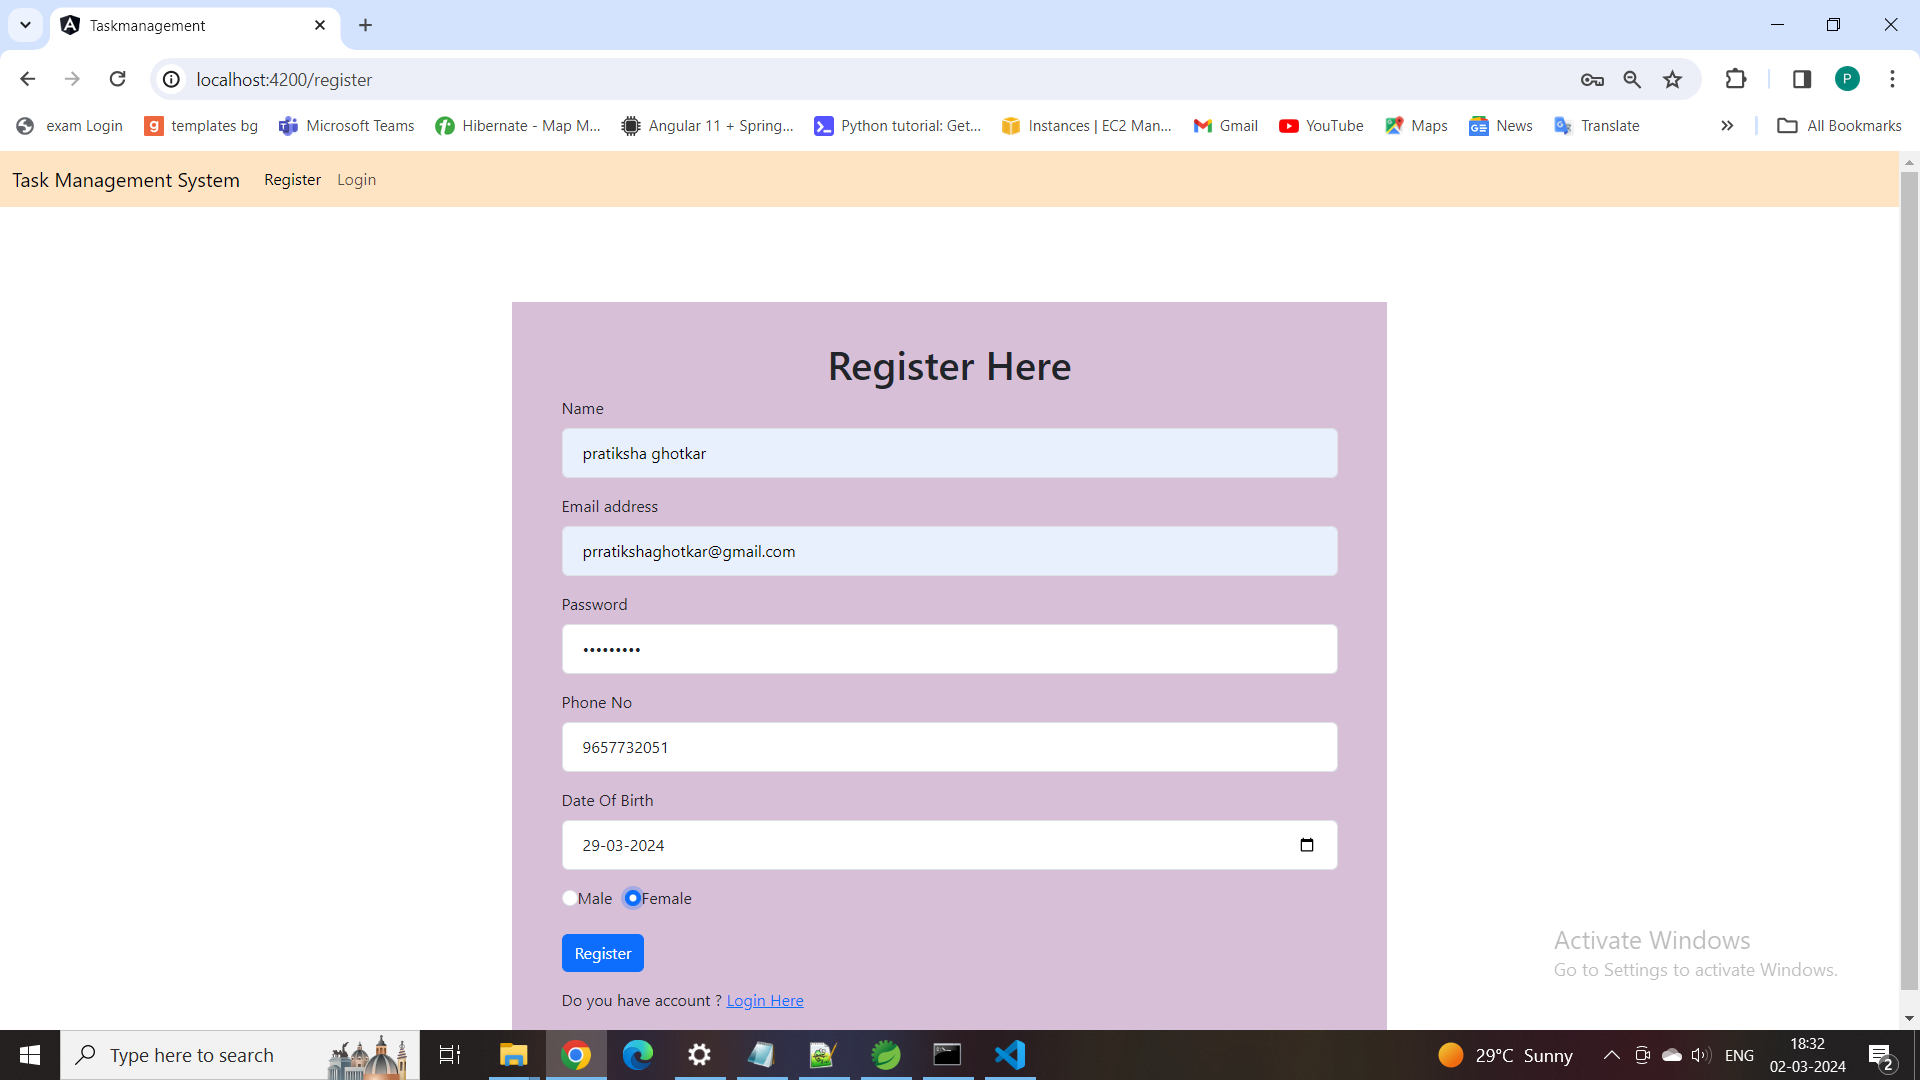 Taskmanagement
localhost:4200/register
P
exam Login
templates bg
Microsoft Teams
Hibernate - Map M...
Angular 11 + Spring...
Python tutorial: Get...
Instances | EC2 Man...
Gmail
YouTube
Maps
News
Translate
All Bookmarks
Task Management System Register Login
Register Here
Name
pratiksha ghotkar
Email address
prratikshaghotkar@gmail.com
Password
•••••••••
Phone No
9657732051
Date Of Birth
29-03-2024
Male Female
Register
Do you have account ? Login Here
Activate Windows
Go to Settings to activate Windows.
Type here to search
29°C Sunny
ENG
18:32
02-03-2024
2